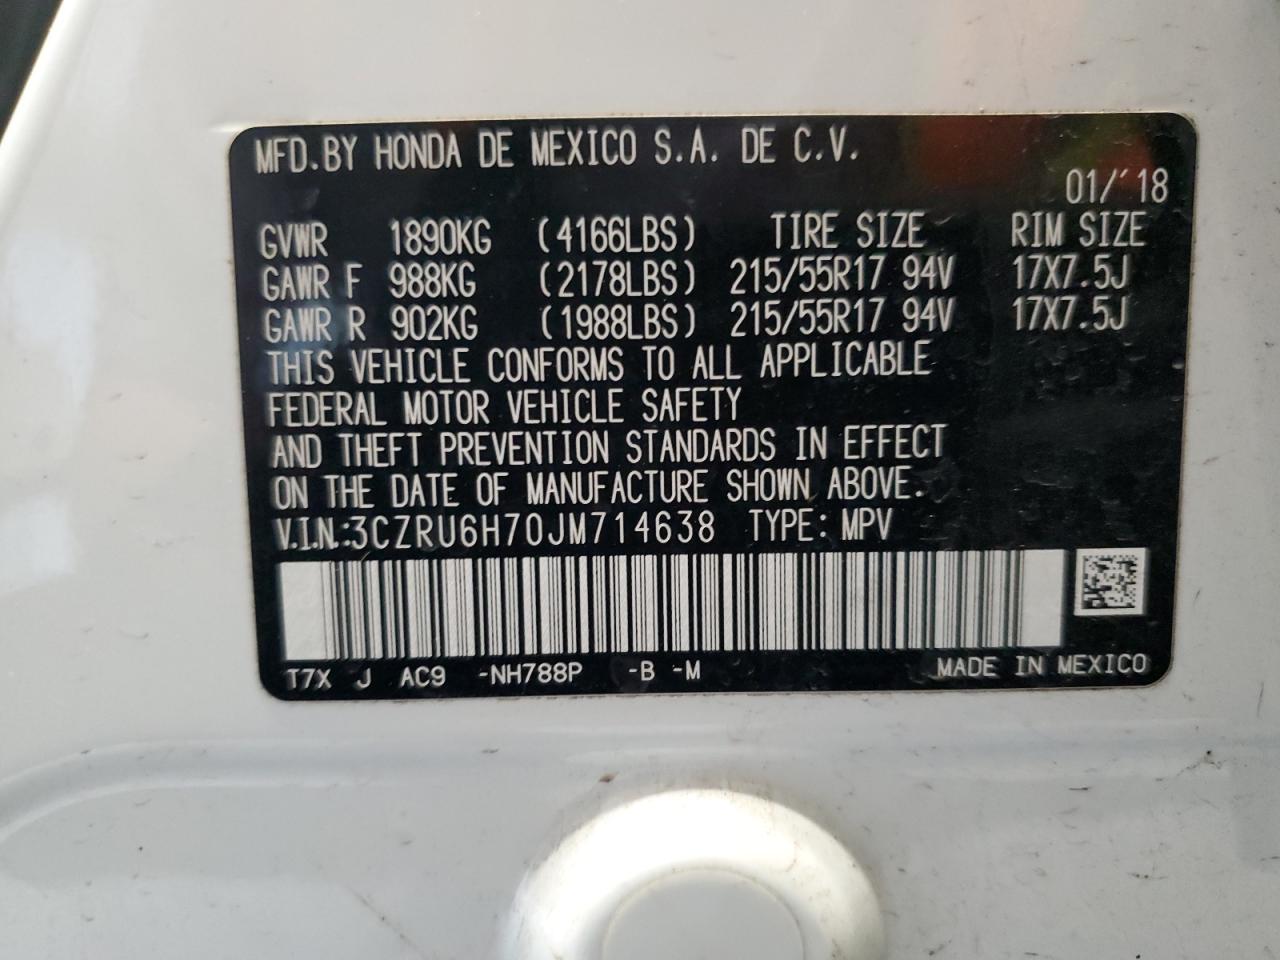 MFD.BY HONDA DE MEXICO S.A. DE C.V.
01/'18
GVWR 1890KG (4166LBS) TIRE SIZE RIM SIZE
GAWR F 988KG (2178LBS) 215/55R17 94V 17X7.5J
GAWR R 902KG (1988LBS) 215/55R17 94V 17X7.5J
THIS VEHICLE CONFORMS TO ALL APPLICABLE
FEDERAL MOTOR VEHICLE SAFETY
AND THEFT PREVENTION STANDARDS IN EFFECT
ON THE DATE OF MANUFACTURE SHOWN ABOVE.
V.I.N.:3CZRU6H70JM714638 TYPE: MPV
T7X J AC9 -NH788P -B -M MADE IN MEXICO